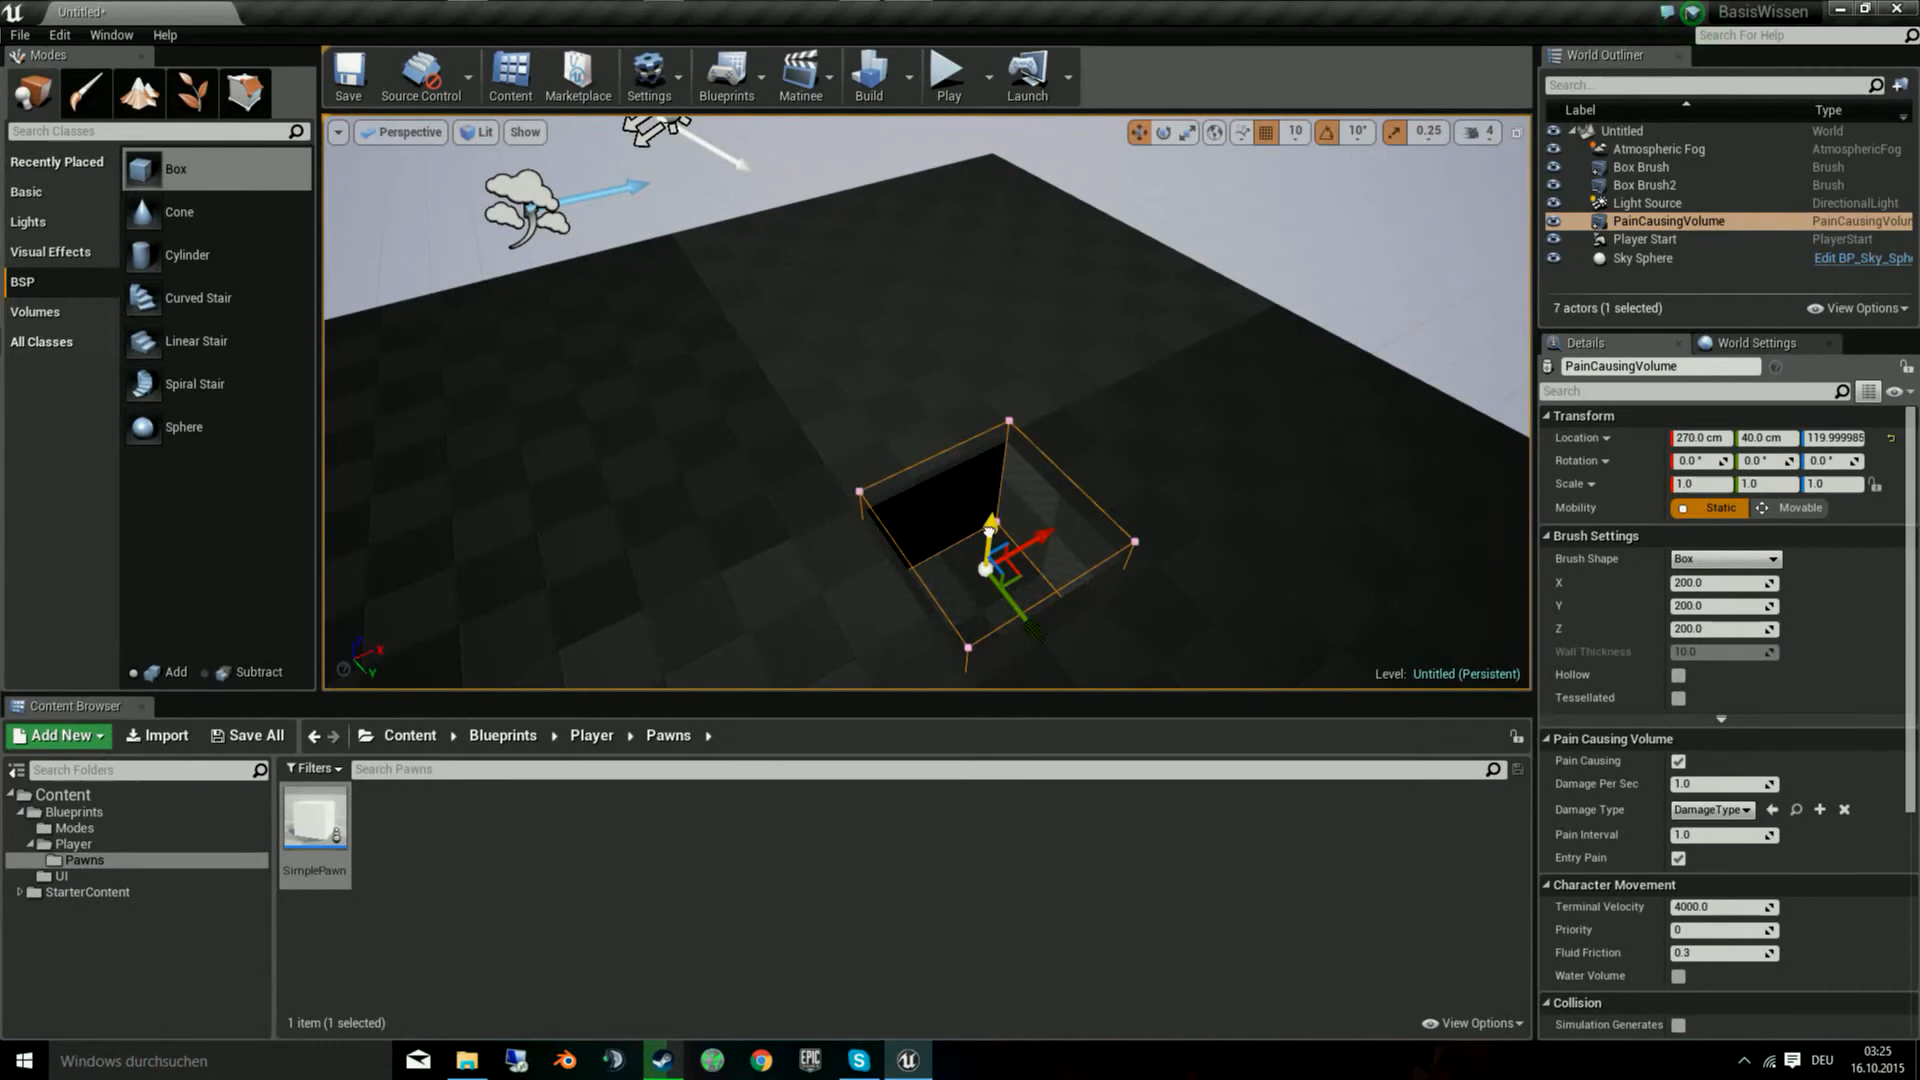 Untitled*
BasisWissen
File Edit Window Help
Search For Help
Modes
Save
Source Control
Content
Marketplace
Settings
Blueprints
Matinee
Build
Play
Launch
World Outliner
Search...
Label Type
Untitled World
Atmospheric Fog AtmosphericFog
Box Brush Brush
Box Brush2 Brush
Light Source DirectionalLight
PainCausingVolume PainCausingVolur
Player Start PlayerStart
Sky Sphere Edit BP_Sky_Sph
7 actors (1 selected)
View Options
Search Classes
Recently Placed
Basic
Lights
Visual Effects
BSP
Volumes
All Classes
Box
Cone
Cylinder
Curved Stair
Linear Stair
Spiral Stair
Sphere
Add
Subtract
Perspective
Lit
Show
10
10°
0.25
4
X
Y
Level: Untitled (Persistent)
Details
World Settings
PainCausingVolume
Search
Transform
Location 270.0 cm 40.0 cm 119.999985
Rotation 0.0 ° 0.0 ° 0.0 °
Scale 1.0 1.0 1.0
Mobility Static Movable
Brush Settings
Brush Shape Box
X 200.0
Y 200.0
Z 200.0
Wall Thickness 10.0
Hollow
Tessellated
Pain Causing Volume
Pain Causing
Damage Per Sec 1.0
Damage Type DamageType
Pain Interval 1.0
Entry Pain
Character Movement
Terminal Velocity 4000.0
Priority 0
Fluid Friction 0.3
Water Volume
Collision
Simulation Generates
Content Browser
Add New
Import
Save All
Content
Blueprints
Player
Pawns
Search Folders
Filters
Search Pawns
Content
Blueprints
Modes
Player
Pawns
UI
StarterContent
SimplePawn
1 item (1 selected)
View Options
Windows durchsuchen
EPIC
DEU
03:25
16.10.2015